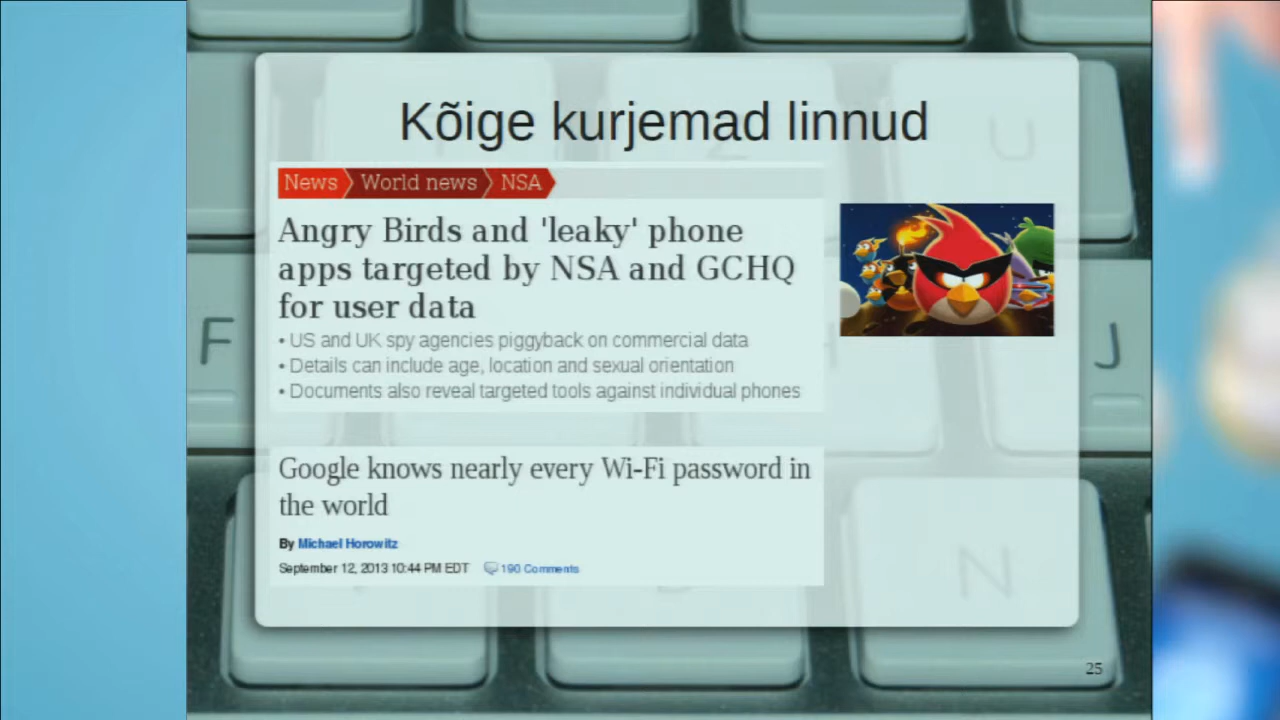 Kõige kurjemad linnud
News World news NSA
Angry Birds and 'leaky' phone
apps targeted by NSA and GCHQ
for user data
• US and UK spy agencies piggyback on commercial data
• Details can include age, location and sexual orientation
• Documents also reveal targeted tools against individual phones
Google knows nearly every Wi-Fi password in
the world
By Michael Horowitz
September 12, 2013 10:44 PM EDT 190 Comments
F
J
U
N
25